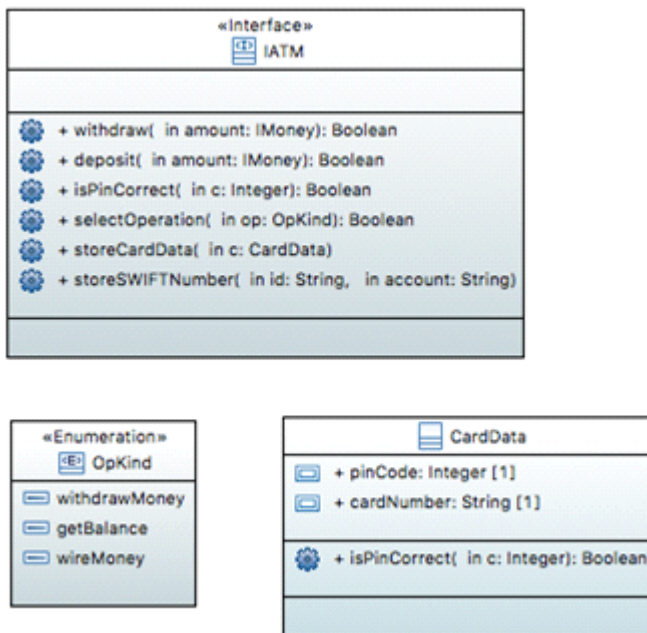 «Interface»
IATM
+ withdraw( in amount: IMoney): Boolean
+ deposit( in amount: IMoney): Boolean
+ isPinCorrect( in c: Integer): Boolean
+ selectOperation( in op: OpKind): Boolean
+ storeCardData( in c: CardData)
+ storeSWIFTNumber( in id: String, in account: String)
«Enumeration»
<E> OpKind
withdrawMoney
getBalance
wireMoney
CardData
+ pinCode: Integer [1]
+ cardNumber: String [1]
+ isPinCorrect( in c: Integer): Boolean